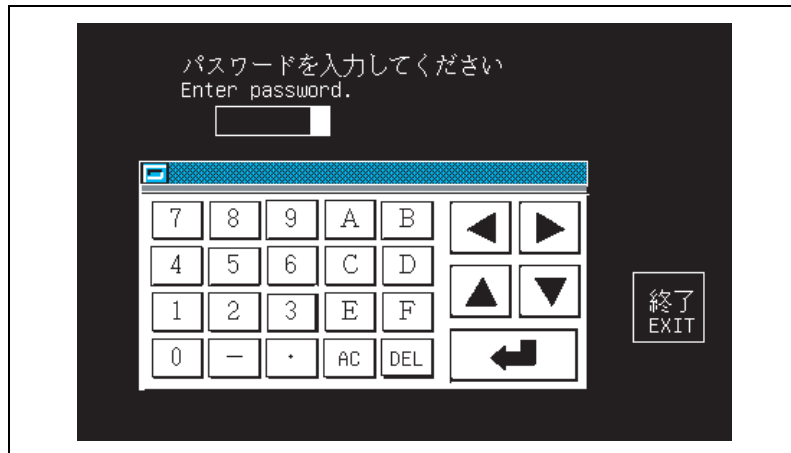 パスワードを入力してください
Enter password.
7 8 9 A B
4 5 6 C D
1 2 3 E F
0 － · AC DEL
終了
EXIT